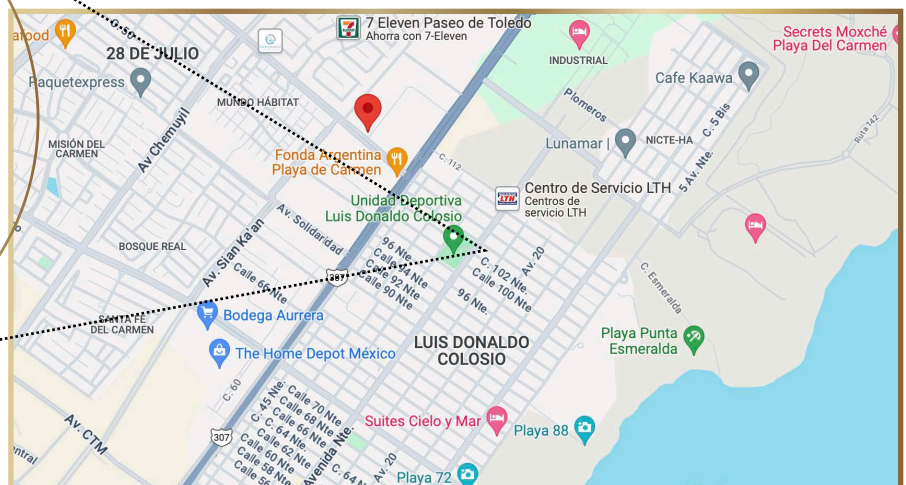 7 Eleven Paseo de Toledo
Ahorra con 7-Eleven
Secrets Moxché
Playa Del Carmen
C. 50
28 DE JULIO
INDUSTRIAL
Paquetexpress
Cafe Kaawa
MUNDO HÁBITAT
Plomeros
C. 5 Bis
Av Chemuyil
Ruta 142
MISIÓN DEL
CARMEN
Lunamar |
NICTE-HA
Fonda Argentina
Playa de Carmen
C. 112
5 Av. Nte.
Centro de Servicio LTH
Centros de
servicio LTH
LTH
Unidad Deportiva
Luis Donaldo Colosio
Av. Solidaridad
BOSQUE REAL
Av. Sian Ka'an
96 Nte.
Calle 94 Nte
Calle 92 Nte
Calle 90 Nte
C. 102 Nte.
Calle 100 Nte
Av. 20
Calle 66 Nte
307
96 Nte.
C. Esmeralda
SANTA FÉ
DEL CARMEN
Bodega Aurrera
Playa Punta
Esmeralda
LUIS DONALDO
COLOSIO
The Home Depot México
C. 60
C. 45 Nte.
Calle 70 Nte
Calle 68 Nte
Calle 66 Nte
C. 64 Nte.
Calle 62 Nte
Calle 60 Nte
Calle 58 Nte
Suites Cielo y Mar
Playa 88
Av. CTM
307
Avenida Nte.
C. 64 N
Av. 20
Playa 72